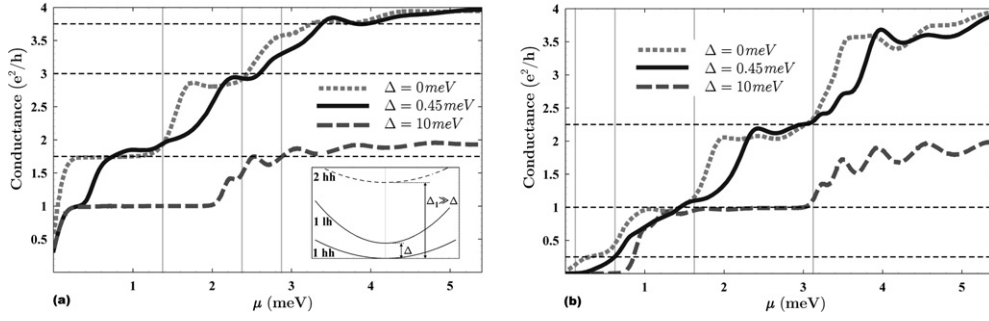 4
3.5
3
2.5
2
1.5
1
0.5
Conductance (e²/h)
Δ = 0meV
Δ = 0.45meV
Δ = 10meV
2 hh
1 lh
1 hh
Δ₁≫Δ
Δ
1 2 3 4 5
(a)
μ (meV)
4
3.5
3
2.5
2
1.5
1
0.5
Conductance (e²/h)
Δ = 0meV
Δ = 0.45meV
Δ = 10meV
1 2 3 4 5
(b)
μ (meV)